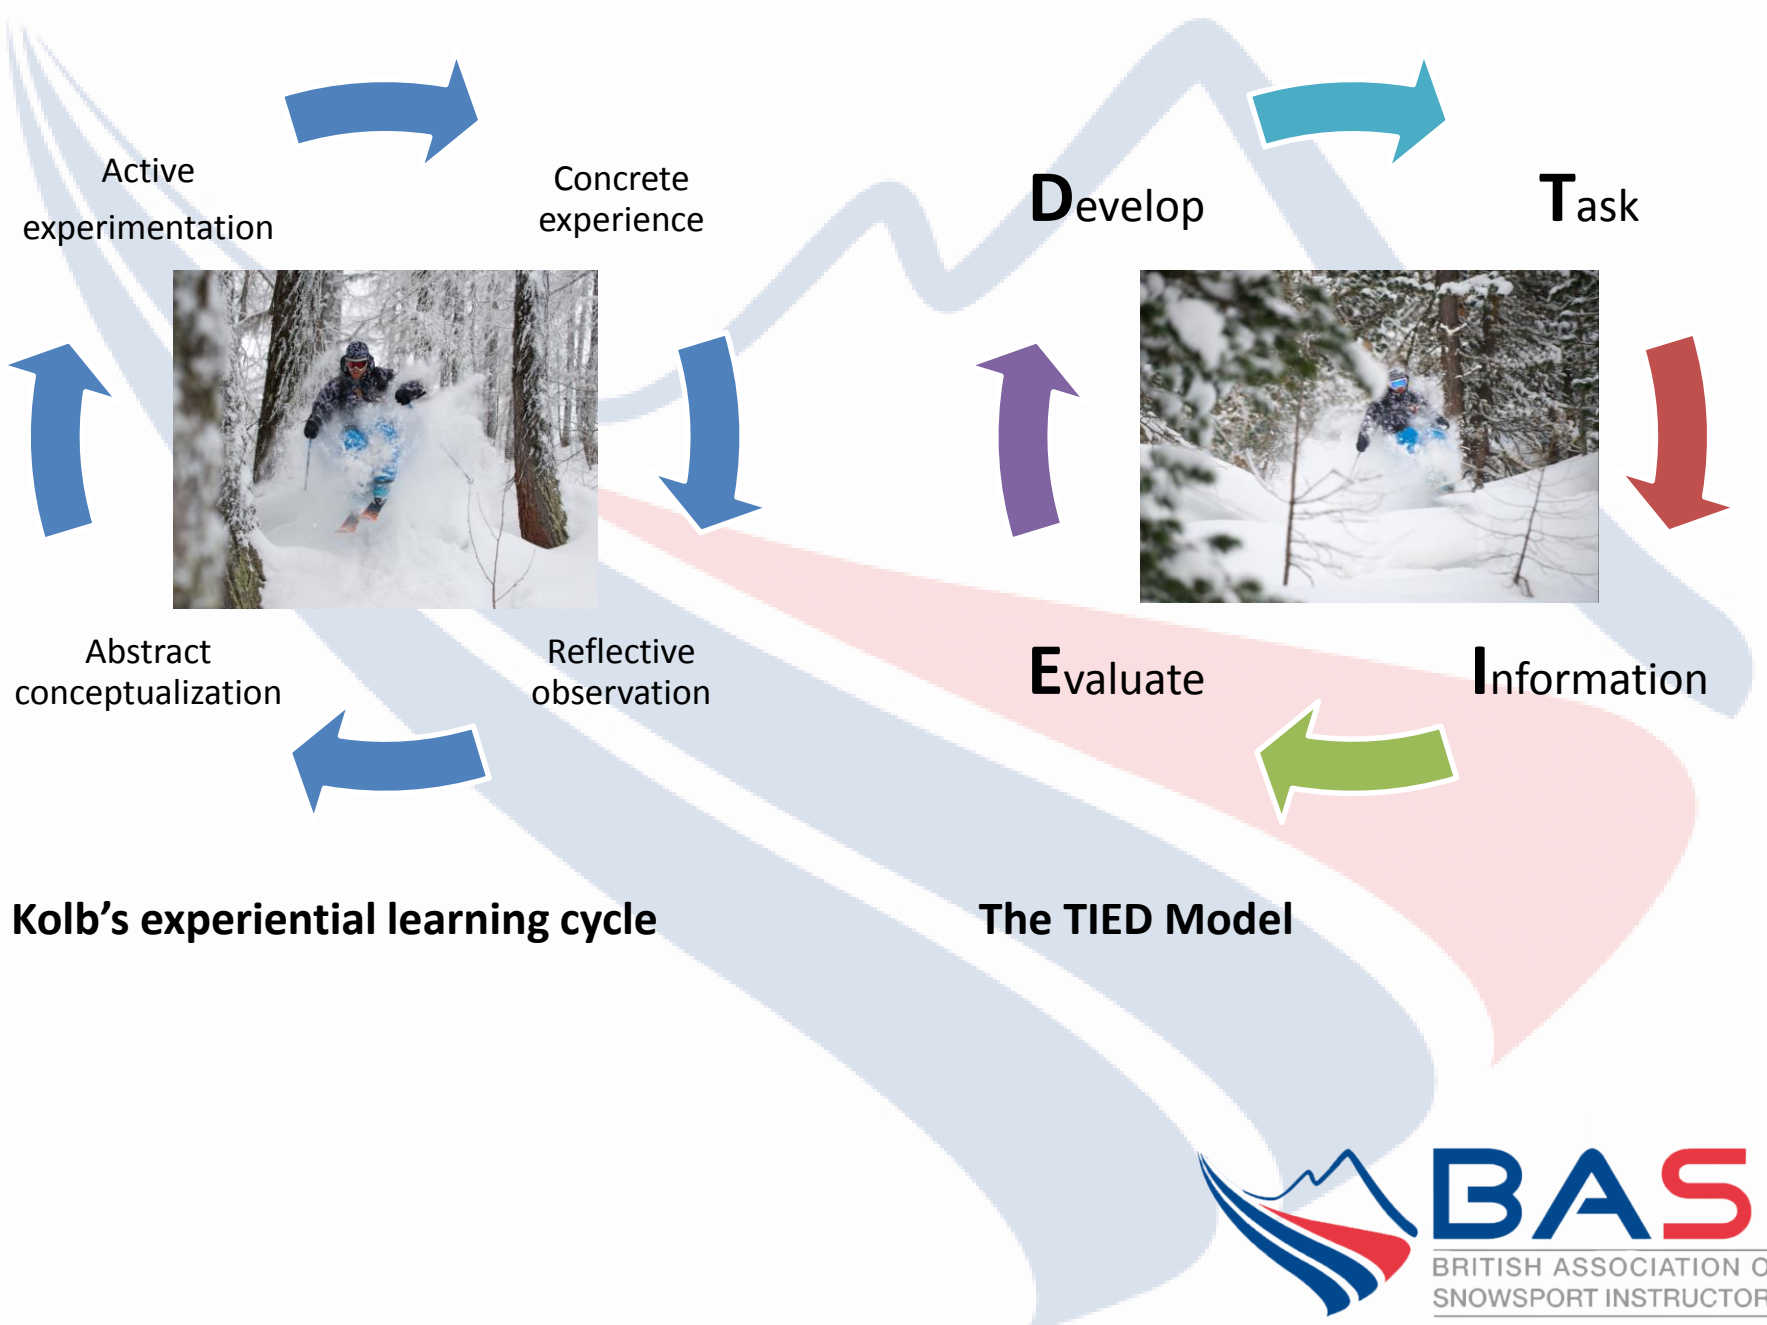 Active
experimentation
Concrete
experience
Abstract
conceptualization
Reflective
observation
Kolb’s experiential learning cycle
Develop
Task
Evaluate
Information
The TIED Model
BAS
BRITISH ASSOCIATION O
SNOWSPORT INSTRUCTOR